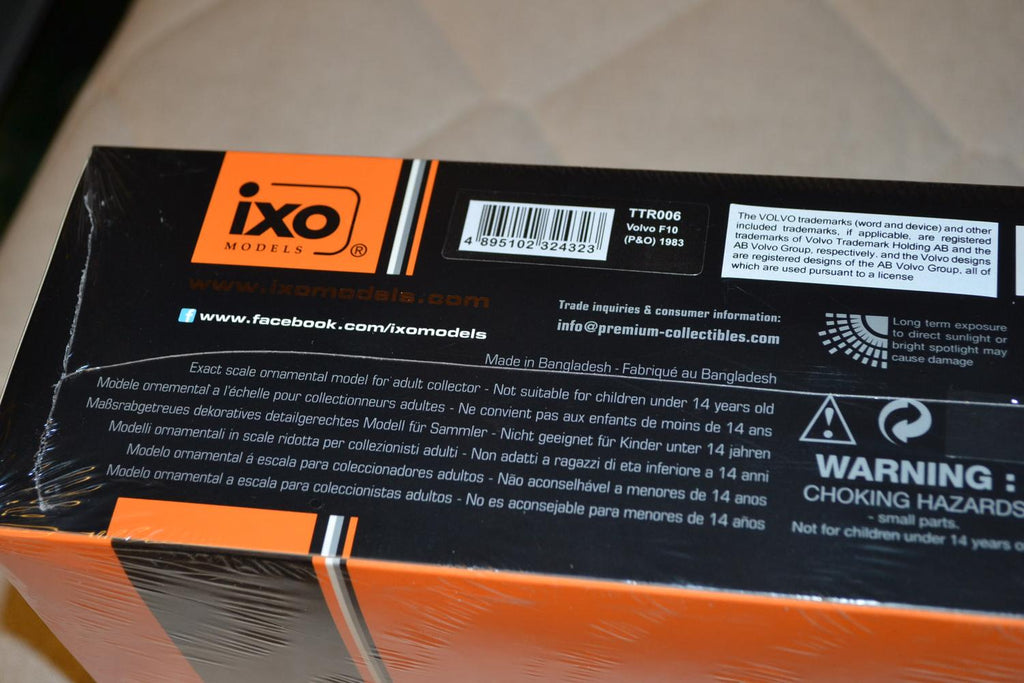 ixo
MODELS ®
www.ixomodels.com
www.facebook.com/ixomodels
4 895102 324323
TTR006
Volvo F10
(P&O) 1983
The VOLVO trademarks (word and device) and other
included trademarks, if applicable, are registered
trademarks of Volvo Trademark Holding AB and the
AB Volvo Group, respectively, and the Volvo designs
are registered designs of the AB Volvo Group, all of
which are used pursuant to a license
Trade inquiries & consumer information:
info@premium-collectibles.com
Long term exposure
to direct sunlight or
bright spotlight may
cause damage
Made in Bangladesh - Fabriqué au Bangladesh
Exact scale ornamental model for adult collector - Not suitable for children under 14 years old
Modele ornemental a l'échelle pour collectionneurs adultes - Ne convient pas aux enfants de moins de 14 ans
Maßsrabgetreues dekoratives detailgerechtes Modell für Sammler - Nicht geeignet für Kinder unter 14 jahren
Modelli ornamentali in scale ridotta per collezionisti adulti - Non adatti a ragazzi di eta inferiore a 14 anni
Modelo ornamental á escala para coleccionadores adultos - Não aconselhável a menores de 14 anos
Modelo ornamental a escala para coleccionistas adultos - No es aconsejable para menores de 14 años
WARNING :
CHOKING HAZARDS
- small parts.
Not for children under 14 years o